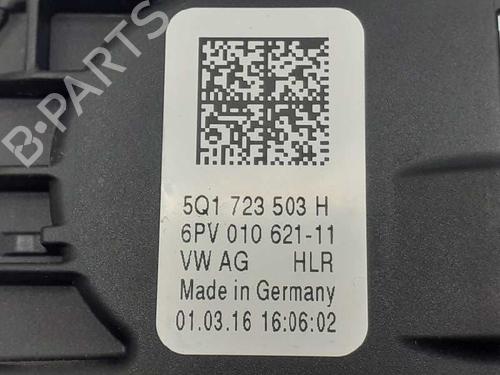 B-PARTS
5Q1 723 503 H
6PV 010 621-11
VW AG HLR
Made in Germany
01.03.16 16:06:02